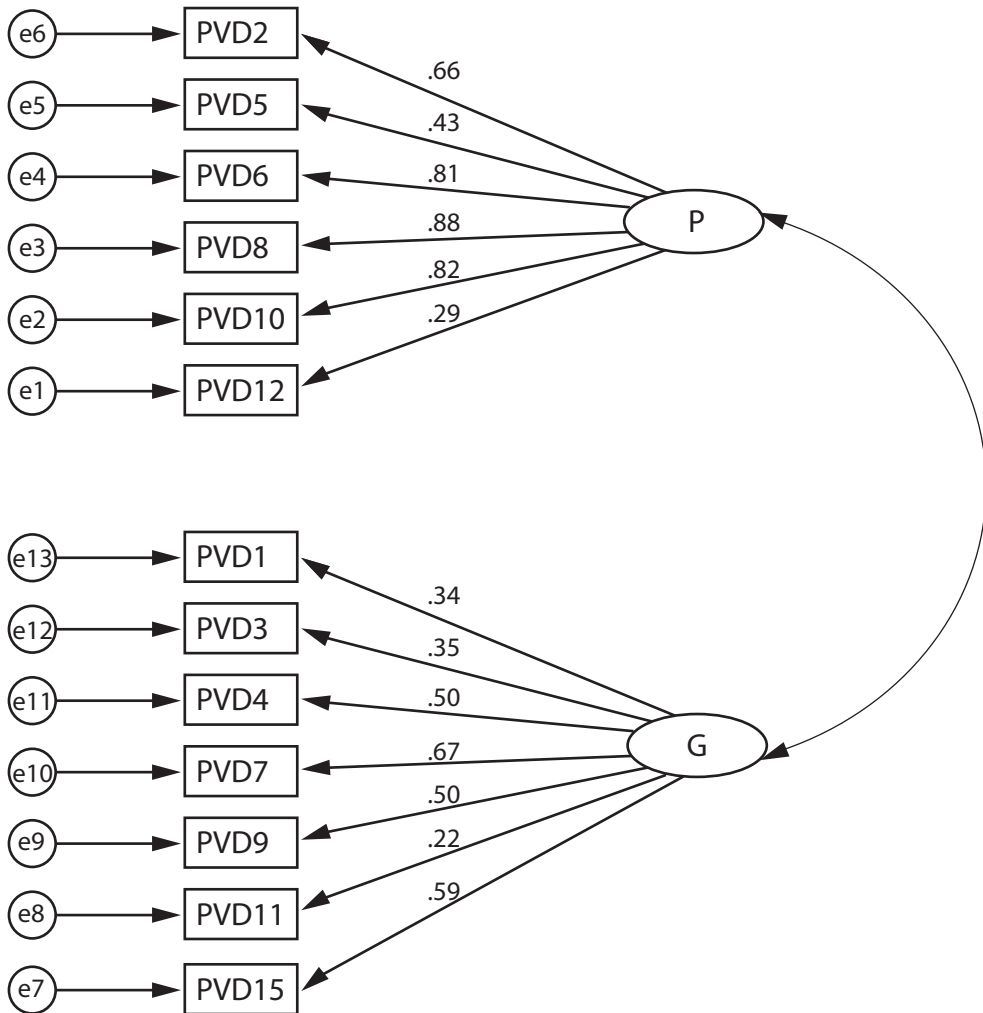 e6 PVD2
.66
e5 PVD5
.43
e4 PVD6 .81
P
e3 PVD8 .88
e2 PVD10 .82
.29
e1 PVD12
e13 PVD1
.34
e12 PVD3
.35
e11 PVD4 .50
G
e10 PVD7 .67
.50
e9 PVD9
.22
e8 PVD11 .59
e7 PVD15